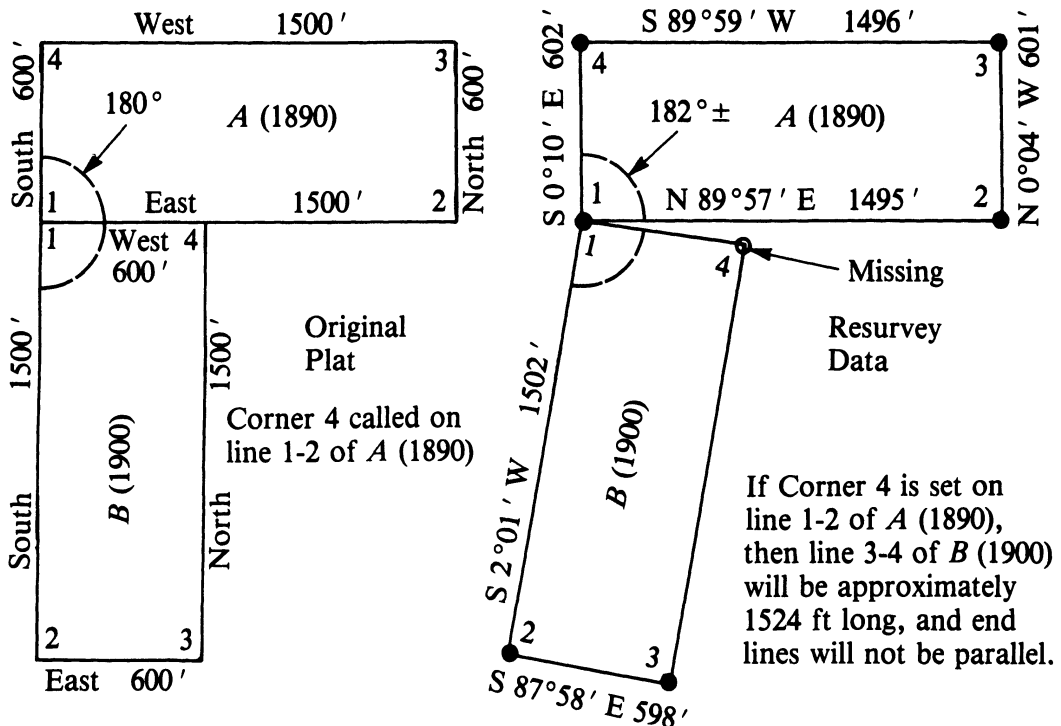 West 1500′
600′
4
3
600′
180°
A (1890)
South
North
1
East 1500′
2
1
West
600′
4
1500′
1500′
Original
Plat
Corner 4 called on
line 1-2 of A (1890)
B (1900)
South
North
2
3
East 600′
S 89°59′ W 1496′
S 0°10′ E 602′
4
3
N 0°04′ W 601′
182°±
A (1890)
1
N 89°57′ E 1495′
2
1
4
Missing
Resurvey
Data
S 2°01′ W 1502′
B (1900)
If Corner 4 is set on
line 1-2 of A (1890),
then line 3-4 of B (1900)
will be approximately
1524 ft long, and end
lines will not be parallel.
2
3
S 87°58′ E 598′